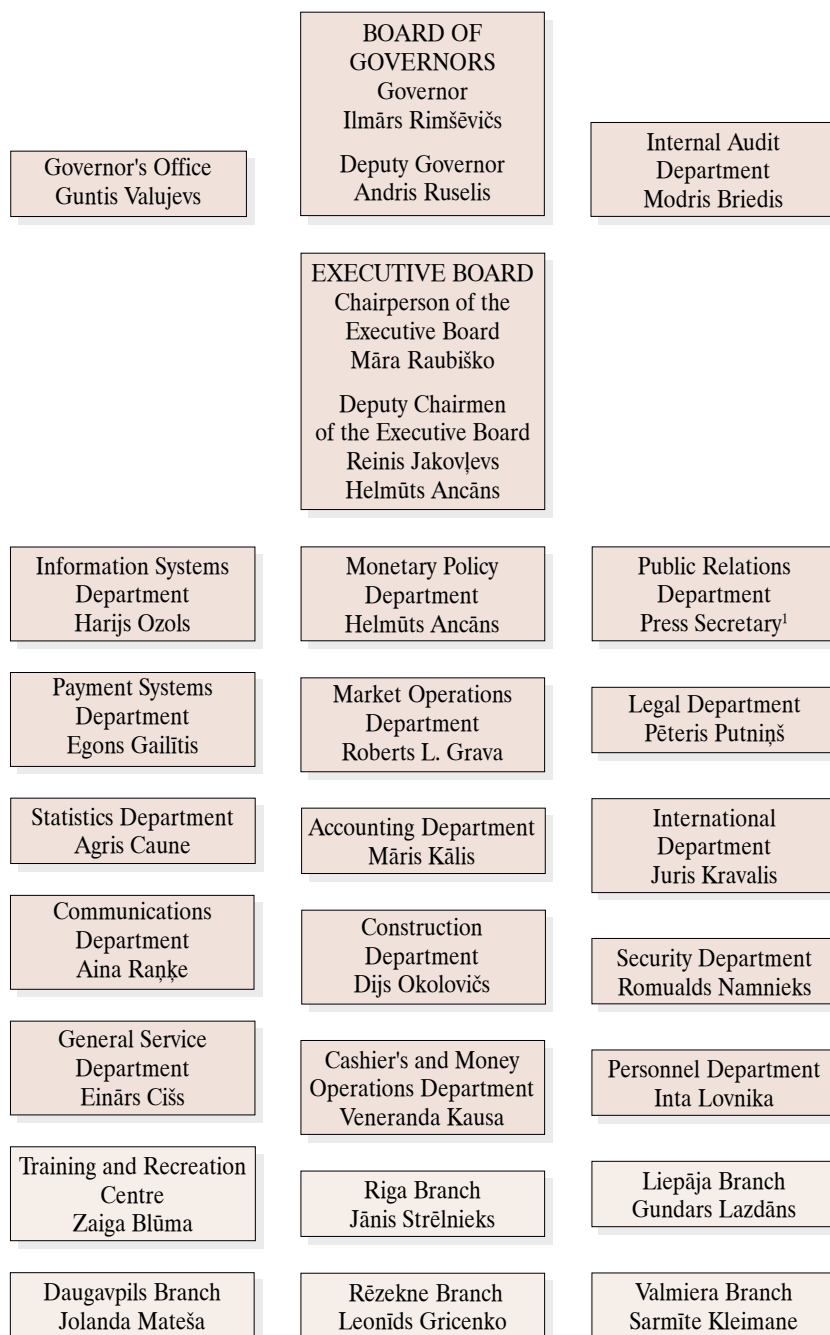 BOARD OF
GOVERNORS
Governor
Ilmārs Rimšēvičs
Deputy Governor
Andris Ruselis
Governor's Office
Guntis Valujevs
Internal Audit
Department
Modris Briedis
EXECUTIVE BOARD
Chairperson of the
Executive Board
Māra Raubiško
Deputy Chairmen
of the Executive Board
Reinis Jakovļevs
Helmūts Ancāns
Information Systems
Department
Harijs Ozols
Monetary Policy
Department
Helmūts Ancāns
Public Relations
Department
Press Secretary¹
Payment Systems
Department
Egons Gailītis
Market Operations
Department
Roberts L. Grava
Legal Department
Pēteris Putniņš
Statistics Department
Agris Caune
Accounting Department
Māris Kālis
International
Department
Juris Kravalis
Communications
Department
Aina Raņķe
Construction
Department
Dijs Okolovičs
Security Department
Romualds Namnieks
General Service
Department
Einārs Cišs
Cashier's and Money
Operations Department
Veneranda Kausa
Personnel Department
Inta Lovnika
Training and Recreation
Centre
Zaiga Blūma
Riga Branch
Jānis Strēlnieks
Liepāja Branch
Gundars Lazdāns
Daugavpils Branch
Jolanda Mateša
Rēzekne Branch
Leonīds Gricenko
Valmiera Branch
Sarmīte Kleimane